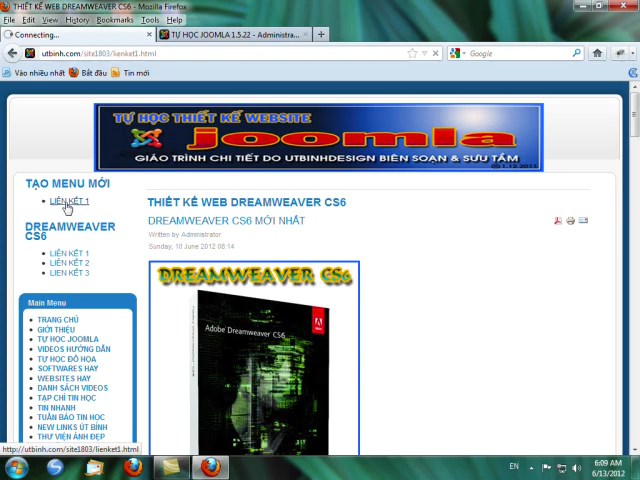 THIẾT KẾ WEB DREAMWEAVER CS6 - Mozilla Firefox
File Edit View History Bookmarks Tools Help
Connecting...
TỰ HỌC JOOMLA 1.5.22 - Administra...
utbinh.com/site1803/lienket1.html
Google
Vào nhiều nhất Bắt đầu Tin mới
TỰ HỌC THIẾT KẾ WEBSITE
joomla
GIÁO TRÌNH CHI TIẾT DO UTBINHDESIGN BIÊN SOẠN & SƯU TẦM
TẠO MENU MỚI
LIÊN KẾT 1
DREAMWEAVER
CS6
LIÊN KẾT 1
LIÊN KẾT 2
LIEN KẾT 3
Main Menu
TRANG CHỦ
GIỚI THIỆU
TỰ HỌC JOOMLA
VIDEOS HƯỚNG DẪN
TỰ HỌC ĐỒ HỌA
SOFTWARES HAY
WEBSITES HAY
DANH SÁCH VIDEOS
TẠP CHÍ TIN HỌC
TIN NHANH
TUẦN BÁO TIN HỌC
NEW LINKS ÚT BÌNH
THƯ VIỆN ẢNH ĐẸP
THIẾT KẾ WEB DREAMWEAVER CS6
DREAMWEAVER CS6 MỚI NHẤT
Written by Administrator
Sunday, 10 June 2012 08:14
DREAMWEAVER CS6
Adobe Dreamweaver CS6
Adobe
http://utbinh.com/site1803/lienket1.html
EN
6:09 AM
6/13/2012